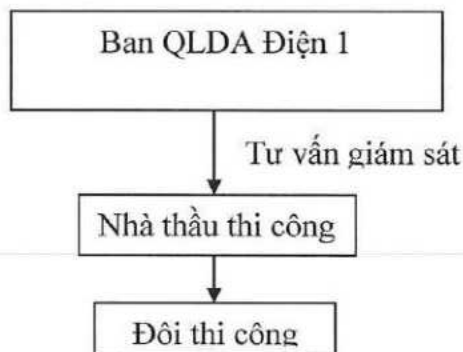 Ban QLDA Điện 1
Tư vấn giám sát
Nhà thầu thi công
Đội thi công